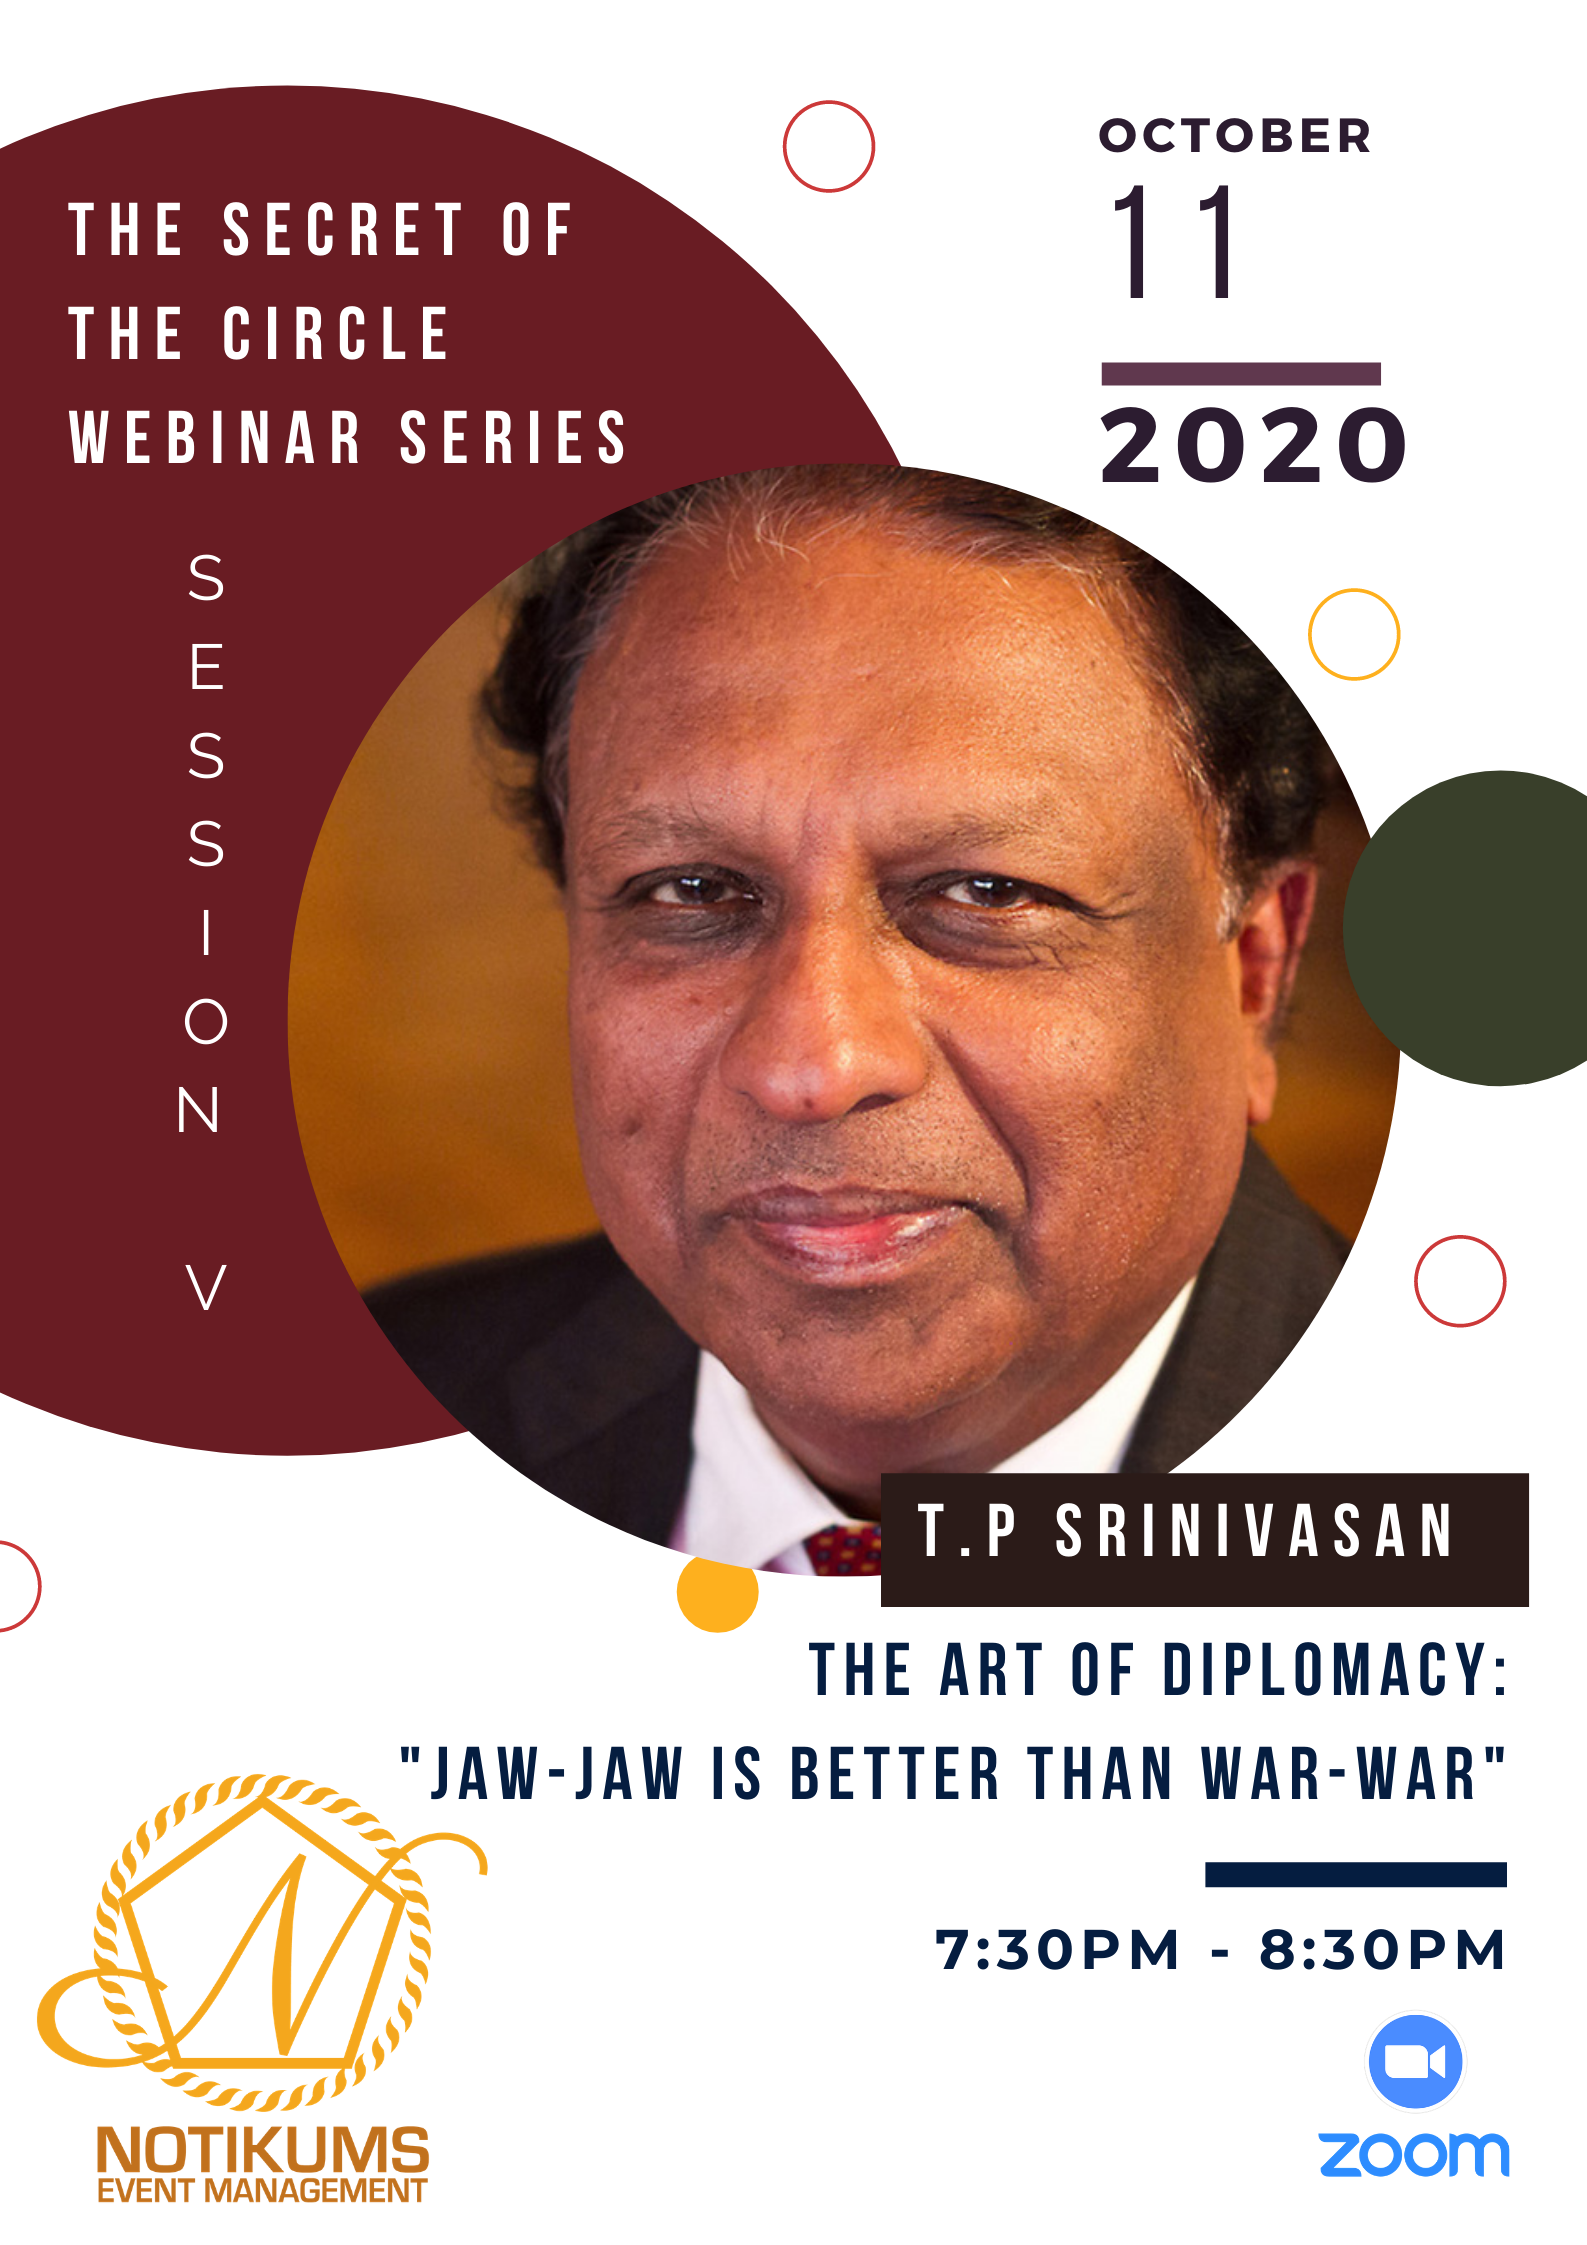 THE SECRET OF
THE CIRCLE
WEBINAR SERIES
OCTOBER
11
2020
S
E
S
S
I
O
N
V
T.P SRINIVASAN
THE ART OF DIPLOMACY:
"JAW-JAW IS BETTER THAN WAR-WAR"
7:30PM - 8:30PM
N
NOTIKUMS
EVENT MANAGEMENT
zoom